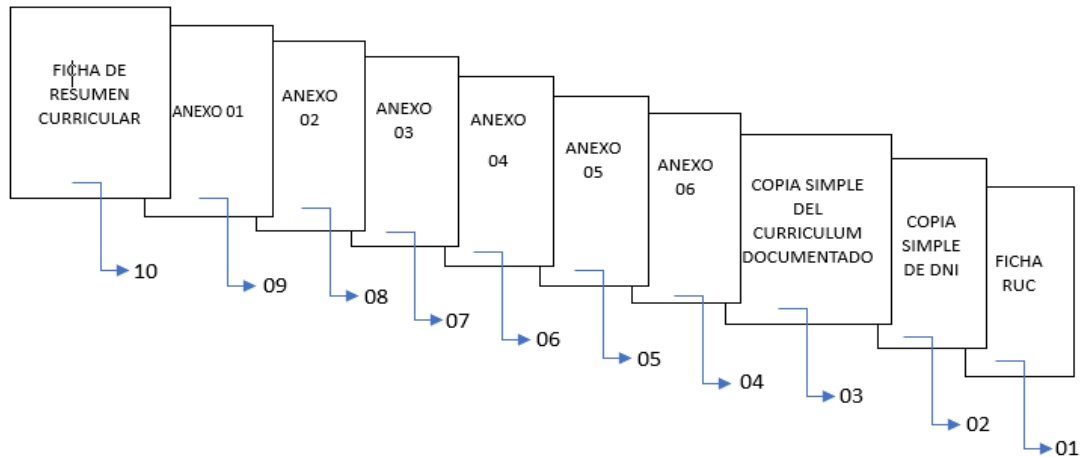 FICHA DE
RESUMEN
CURRICULAR
ANEXO 01
ANEXO
02
ANEXO
03
ANEXO
04
ANEXO
05
ANEXO
06
COPIA SIMPLE
DEL
CURRICULUM
DOCUMENTADO
COPIA
SIMPLE
DE DNI
FICHA
RUC
10
09
08
07
06
05
04
03
02
01